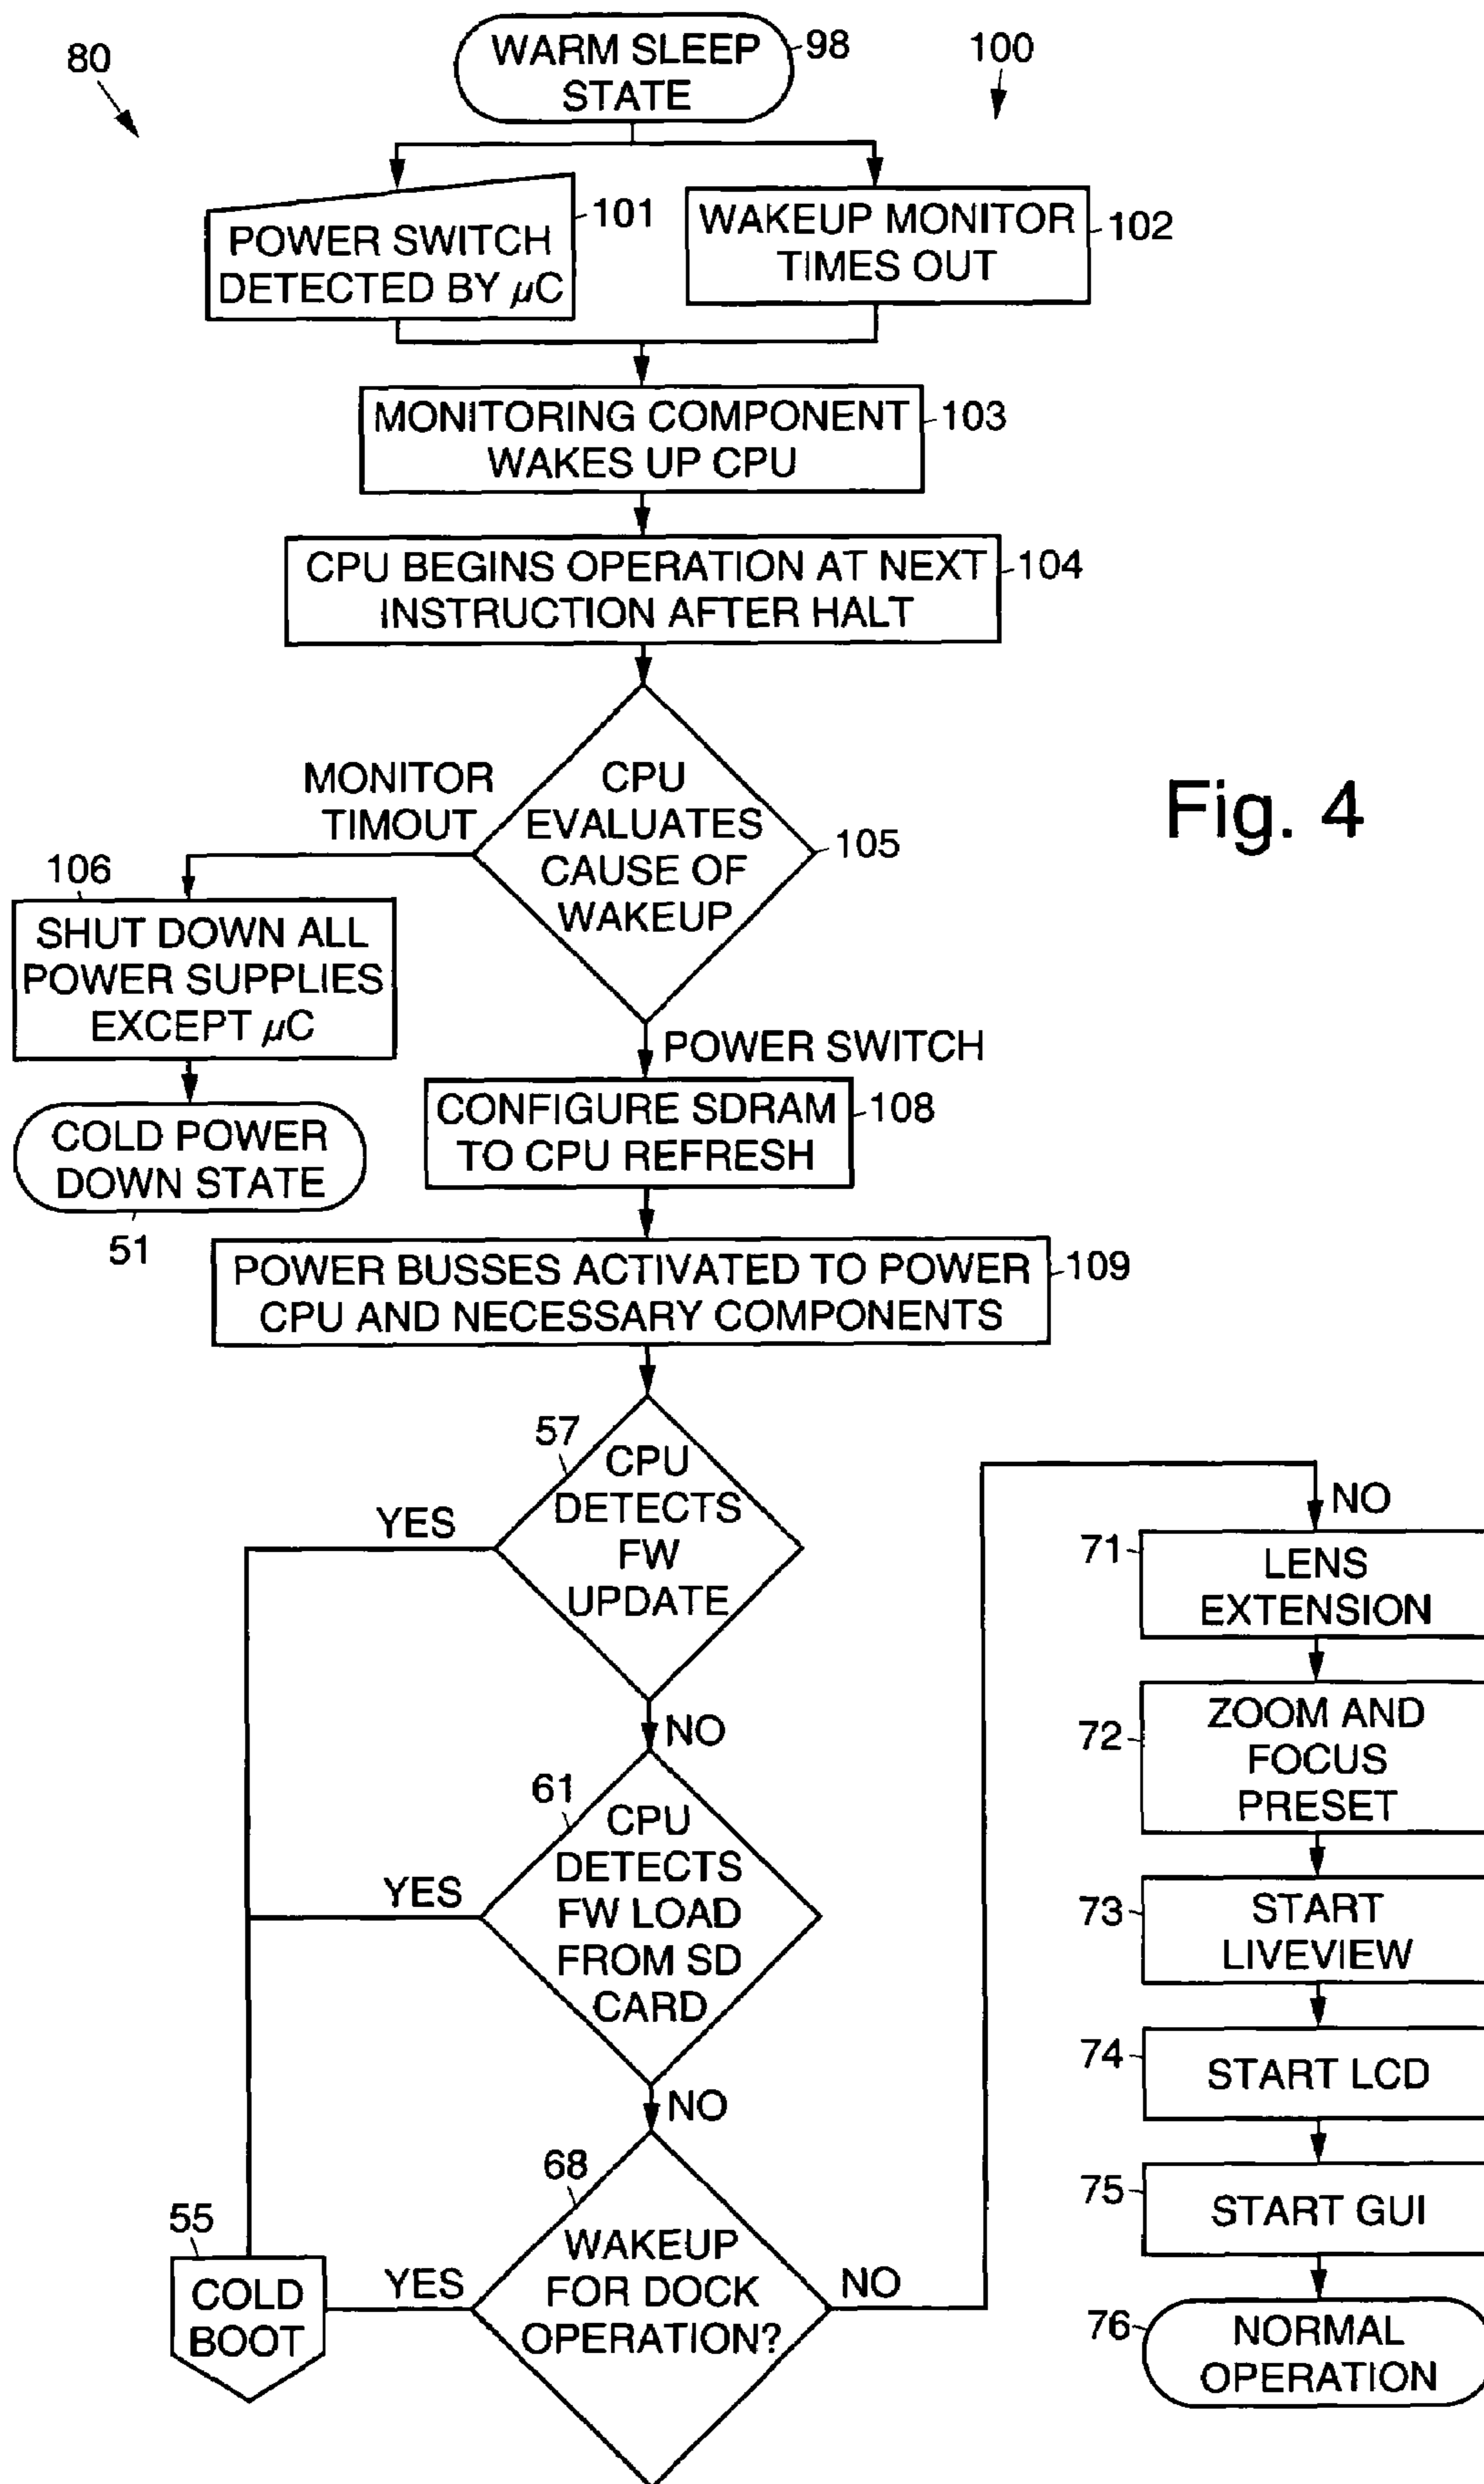 80
WARM SLEEP
STATE
98
100
POWER SWITCH
DETECTED BY μC
101
WAKEUP MONITOR
TIMES OUT
102
MONITORING COMPONENT
WAKES UP CPU
103
CPU BEGINS OPERATION AT NEXT
INSTRUCTION AFTER HALT
104
MONITOR
TIMOUT
CPU
EVALUATES
CAUSE OF
WAKEUP
105
Fig. 4
106
SHUT DOWN ALL
POWER SUPPLIES
EXCEPT μC
COLD POWER
DOWN STATE
51
POWER SWITCH
CONFIGURE SDRAM
TO CPU REFRESH
108
POWER BUSSES ACTIVATED TO POWER
CPU AND NECESSARY COMPONENTS
109
57
CPU
DETECTS
FW
UPDATE
YES
NO
61
CPU
DETECTS
FW LOAD
FROM SD
CARD
YES
NO
68
WAKEUP
FOR DOCK
OPERATION?
YES
NO
55
COLD
BOOT
NO
71
LENS
EXTENSION
72
ZOOM AND
FOCUS
PRESET
73
START
LIVEVIEW
74
START LCD
75
START GUI
76
NORMAL
OPERATION